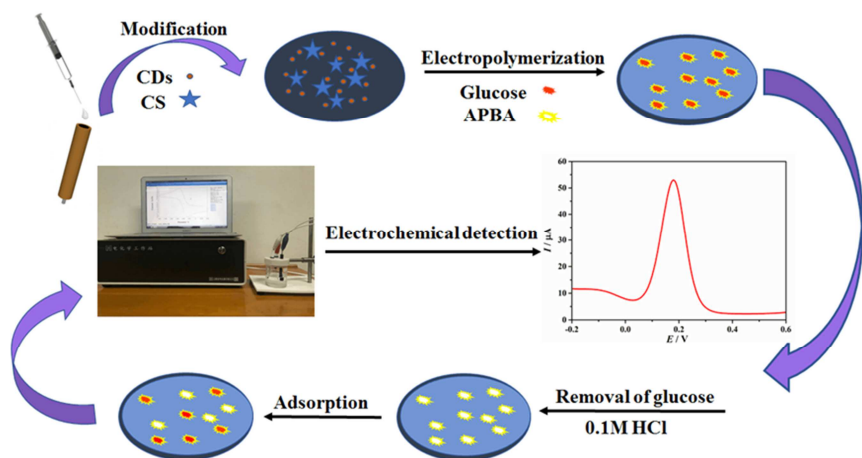 Modification
CDs
CS
Electropolymerization
Glucose
APBA
Electrochemical detection
60
50
40
30
20
10
0
I / μA
-0.2
0.0
0.2
0.4
0.6
E / V
Removal of glucose
0.1M HCl
Adsorption